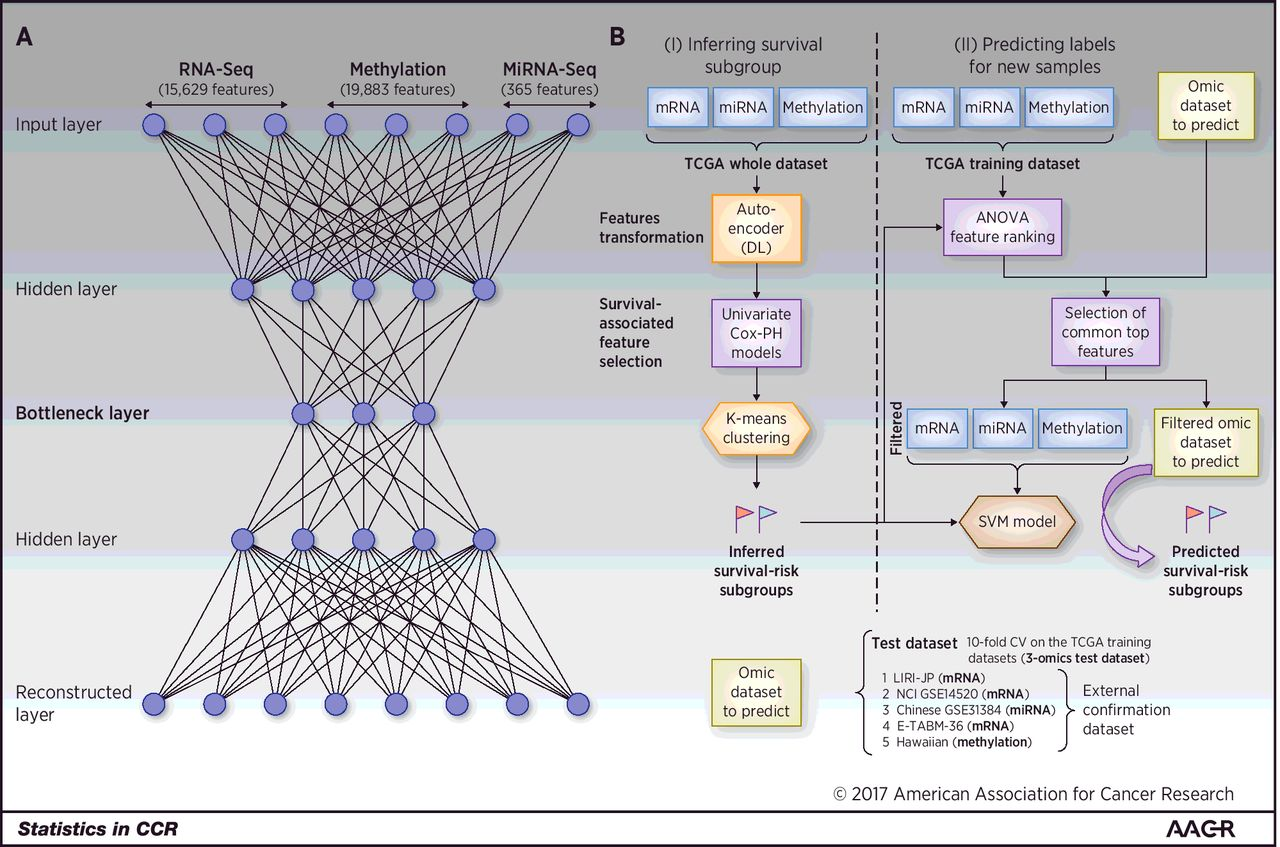 A
RNA-Seq
(15,629 features)
Methylation
(19,883 features)
MiRNA-Seq
(365 features)
Input layer
Hidden layer
Bottleneck layer
Hidden layer
Reconstructed
layer
B
(I) Inferring survival
subgroup
mRNA
miRNA
Methylation
TCGA whole dataset
Features
transformation
Auto-
encoder
(DL)
Survival-
associated
feature
selection
Univariate
Cox-PH
models
K-means
clustering
Inferred
survival-risk
subgroups
(II) Predicting labels
for new samples
mRNA
miRNA
Methylation
Omic
dataset
to predict
TCGA training dataset
ANOVA
feature ranking
Selection of
common top
features
Filtered
mRNA
miRNA
Methylation
Filtered omic
dataset
to predict
SVM model
Predicted
survival-risk
subgroups
Omic
dataset
to predict
Test dataset 10-fold CV on the TCGA training
datasets (3-omics test dataset)
1 LIRI-JP (mRNA)
2 NCI GSE14520 (mRNA)
3 Chinese GSE31384 (miRNA)
4 E-TABM-36 (mRNA)
5 Hawaiian (methylation)
External
confirmation
dataset
© 2017 American Association for Cancer Research
Statistics in CCR
AACR